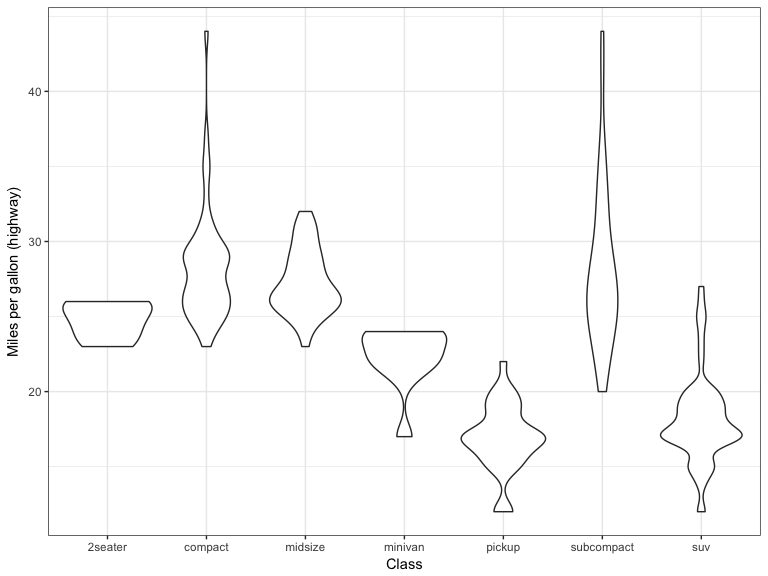 Miles per gallon (highway)
40
30
20
2seater compact midsize minivan pickup subcompact suv
Class